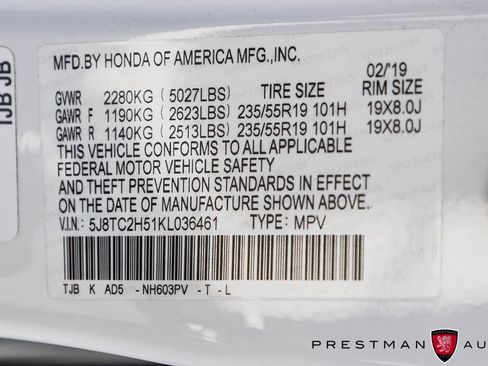 TJB JB
MFD.BY HONDA OF AMERICA MFG.,INC.
02/'19
TIRE SIZE RIM SIZE
GVWR 2280KG (5027LBS)
GAWR F 1190KG (2623LBS) 235/55R19 101H 19X8.0J
GAWR R 1140KG (2513LBS) 235/55R19 101H 19X8.0J
THIS VEHICLE CONFORMS TO ALL APPLICABLE
FEDERAL MOTOR VEHICLE SAFETY
AND THEFT PREVENTION STANDARDS IN EFFECT
ON THE DATE OF MANUFACTURE SHOWN ABOVE.
V.I.N.: 5J8TC2H51KL036461 TYPE: MPV
TJB K AD5 -NH603PV -T -L
PRESTMAN AU